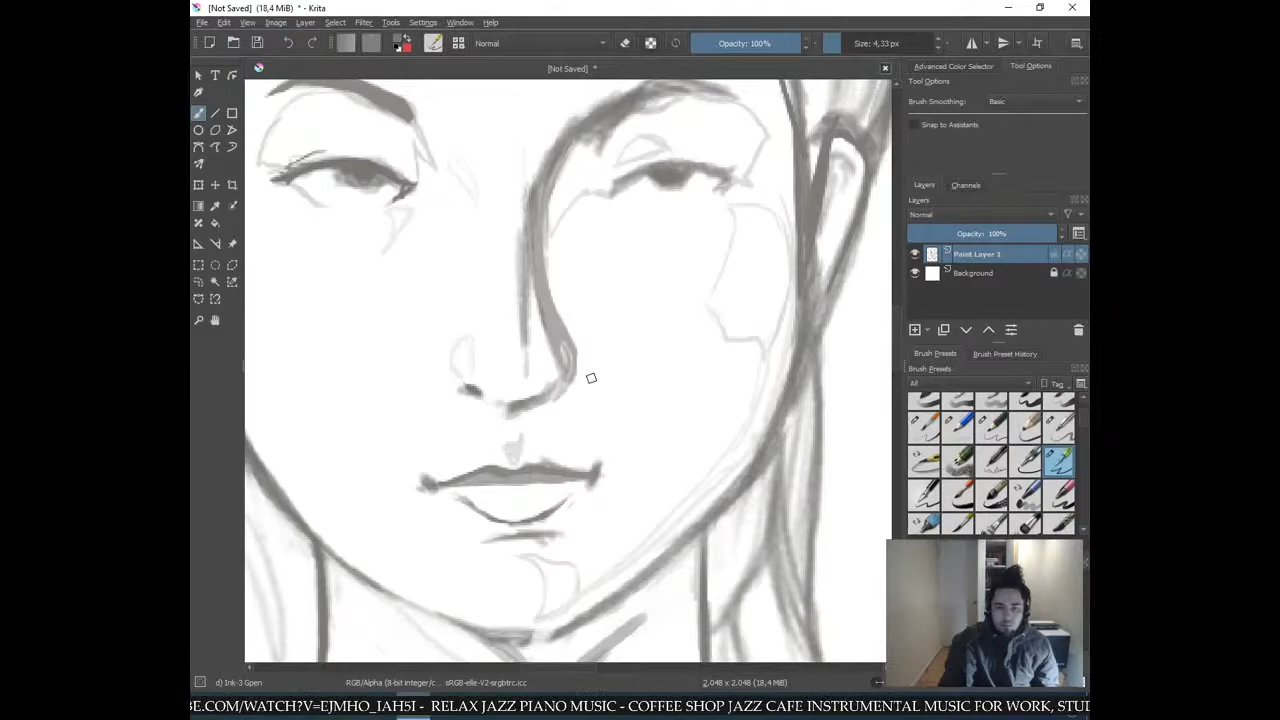 [Not Saved] (18,4 MiB) * - Krita
File Edit View Image Layer Select Filter Tools Settings Window Help
Normal Opacity: 100% Size: 4,33 px
[Not Saved] *
Advanced Color Selector Tool Options
Tool Options
Brush Smoothing: Basic
Snap to Assistants
Layers Channels
Layers
Normal
Opacity: 100%
Paint Layer 1
Background
Brush Presets Brush Preset History
Brush Presets
All Tag
d) Ink-3 Gpen RGB/Alpha (8-bit integer/c... sRGB-elle-V2-srgbtrc.icc 2.048 x 2.048 (18,4 MiB)
BE.COM/WATCH?V=EJMHO_IAH5I - RELAX JAZZ PIANO MUSIC - COFFEE SHOP JAZZ CAFE INSTRUMENTAL MUSIC FOR WORK, STUD